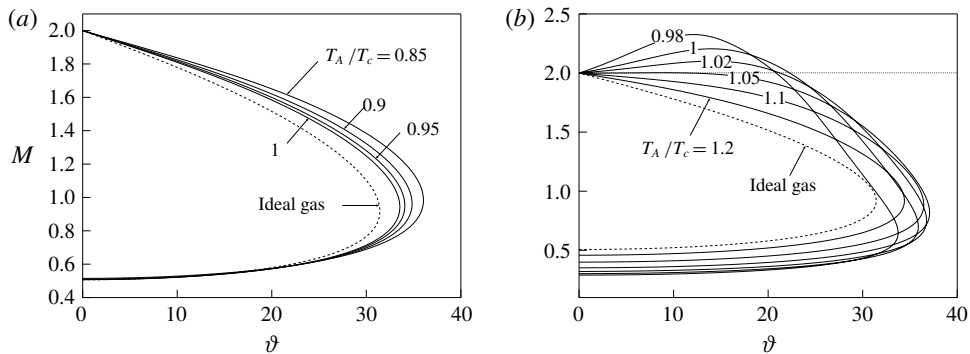 (a)
2.0
1.8
1.6
1.4
1.2
1.0
0.8
0.6
0.4
M
T_A/T_c = 0.85
0.9
0.95
1
Ideal gas
0 10 20 30 40
ϑ
(b)
2.5
2.0
1.5
1.0
0.5
0.98
1
1.02
1.05
1.1
T_A/T_c = 1.2
Ideal gas
0 10 20 30 40
ϑ